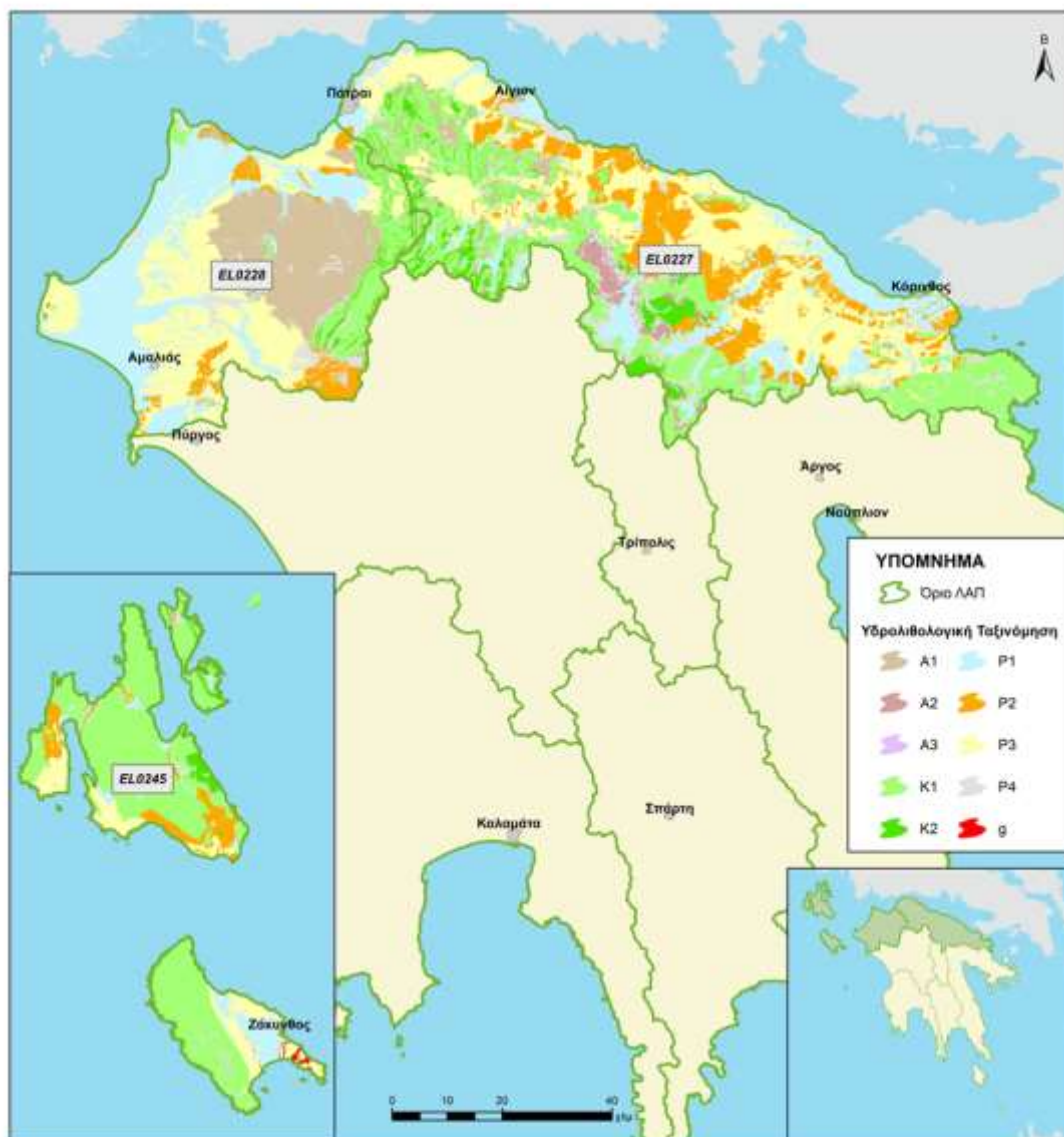 B
Πάτραι
Αίγιον
EL0228
EL0227
Κόρινθος
Αμαλιάς
Πύργος
Άργος
Ναύπλιον
Τρίπολις
Σπάρτη
Καλαμάτα
EL0245
Ζάκυνθος
ΥΠΟΜΝΗΜΑ
Όριο ΛΑΠ
Υδρολιθολογική Ταξινόμηση
A1 P1
A2 P2
A3 P3
K1 P4
K2 g
0 10 20 40
χλμ